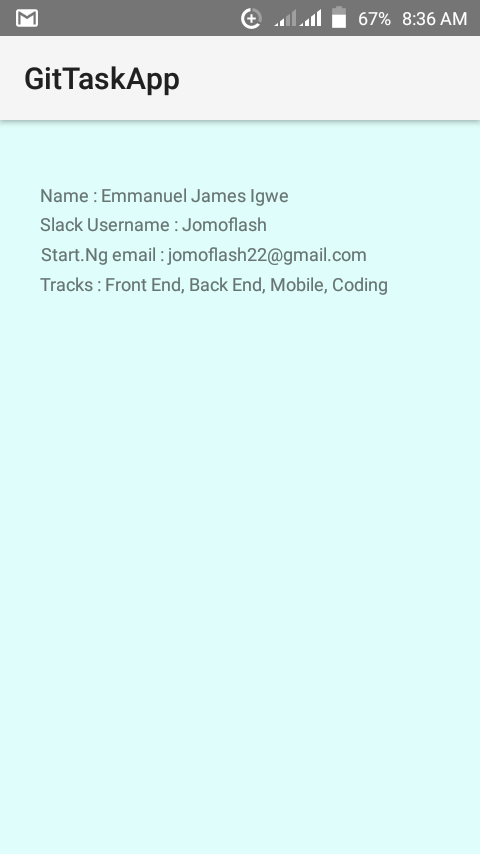 67% 8:36 AM
GitTaskApp
Name : Emmanuel James Igwe
Slack Username : Jomoflash
Start.Ng email : jomoflash22@gmail.com
Tracks : Front End, Back End, Mobile, Coding